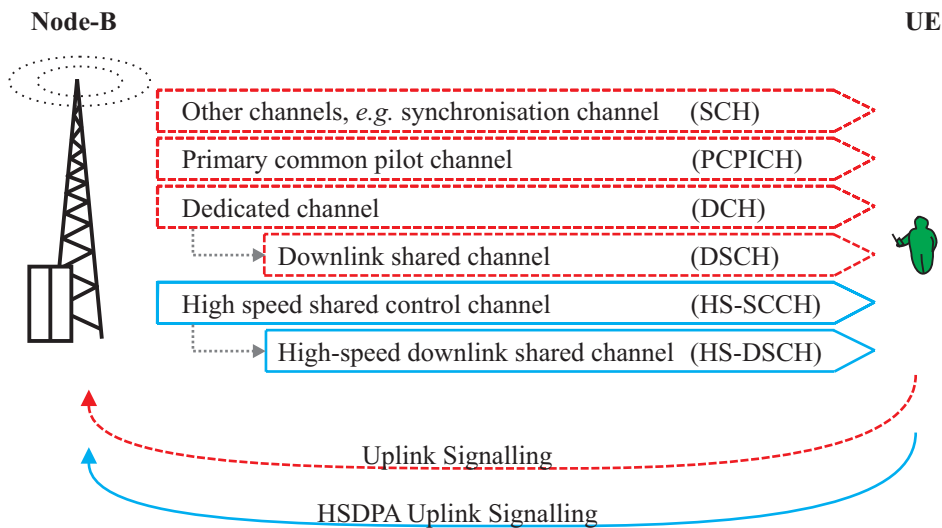 Node-B
UE
Other channels, e.g. synchronisation channel (SCH)
Primary common pilot channel (PCPICH)
Dedicated channel (DCH)
Downlink shared channel (DSCH)
High speed shared control channel (HS-SCCH)
High-speed downlink shared channel (HS-DSCH)
Uplink Signalling
HSDPA Uplink Signalling